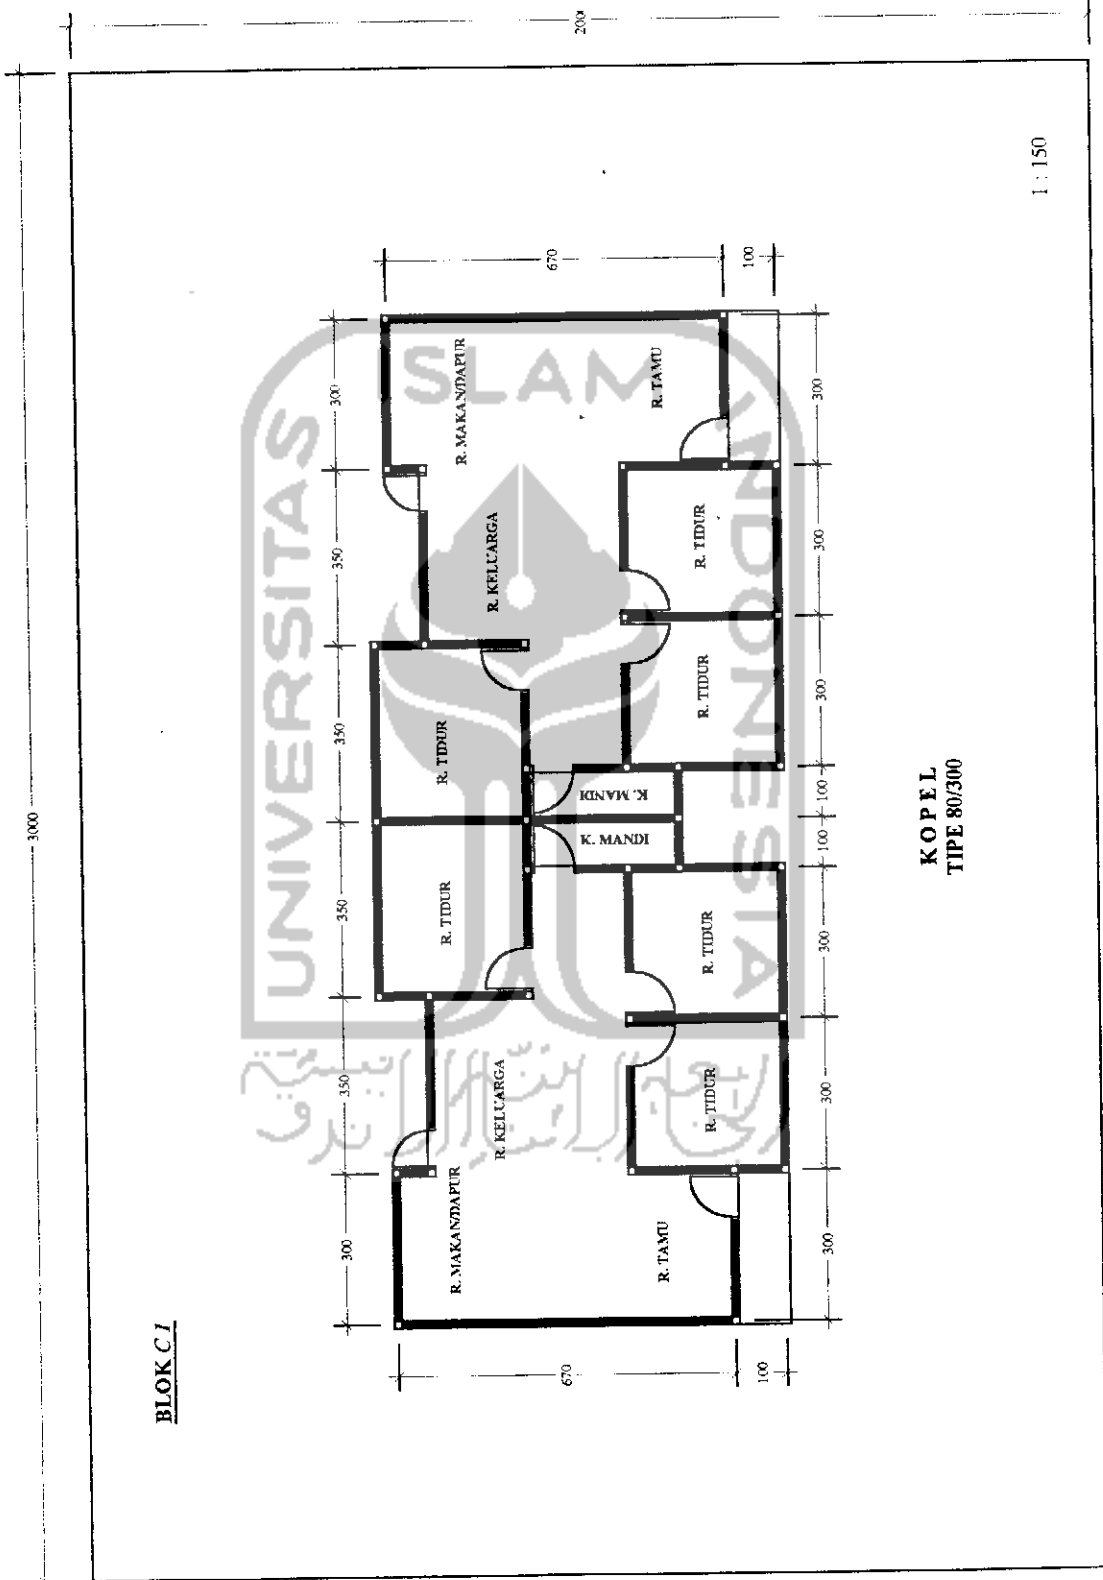 BLOK C1
3000
200
300
350
350
350
350
300
670
100
670
100
R. MAKAN/DAPUR
R. KELUARGA
R. TAMU
R. TIDUR
R. TIDUR
R. TIDUR
K. MANDI
K. MANDI
R. TIDUR
R. TIDUR
R. TIDUR
R. KELUARGA
R. MAKAN/DAPUR
R. TAMU
300
300
300
100
100
300
300
300
KOPEL
TIPE 80/300
1 : 150
UNIVERSITAS
ISLAM
INDONESIA